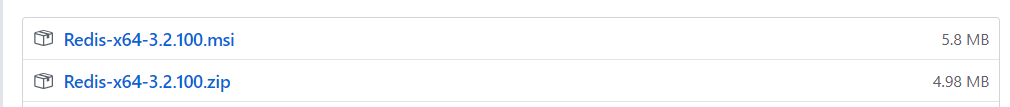 Redis-x64-3.2.100.msi 5.8 MB
Redis-x64-3.2.100.zip 4.98 MB